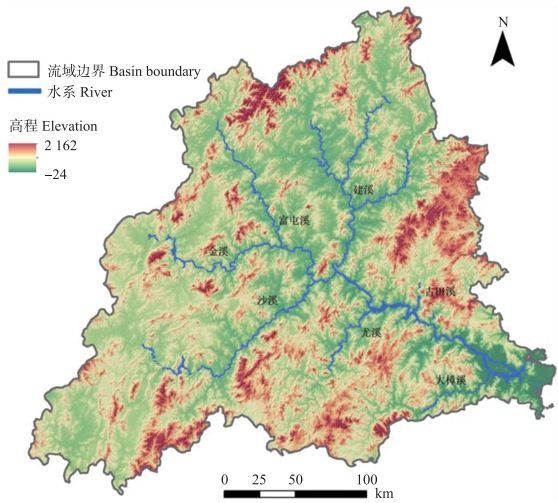 N
流域边界 Basin boundary
水系 River
高程 Elevation
2 162
−24
建溪
富屯溪
金溪
沙溪
古田溪
尤溪
大樟溪
0 25 50 100
km